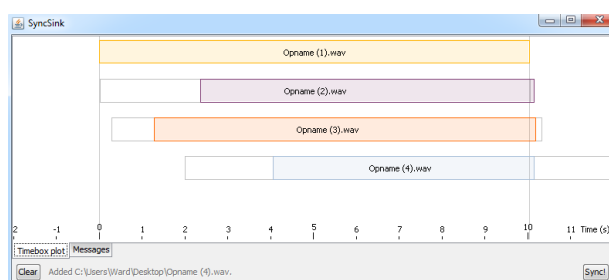 SyncSink
Opname (1).wav
Opname (2).wav
Opname (3).wav
Opname (4).wav
2 -1 0 1 2 3 4 5 6 7 8 9 10 11 Time (s)
Timebox plot Messages
Clear Added C:\Users\Ward\Desktop\Opname (4).wav. Sync!